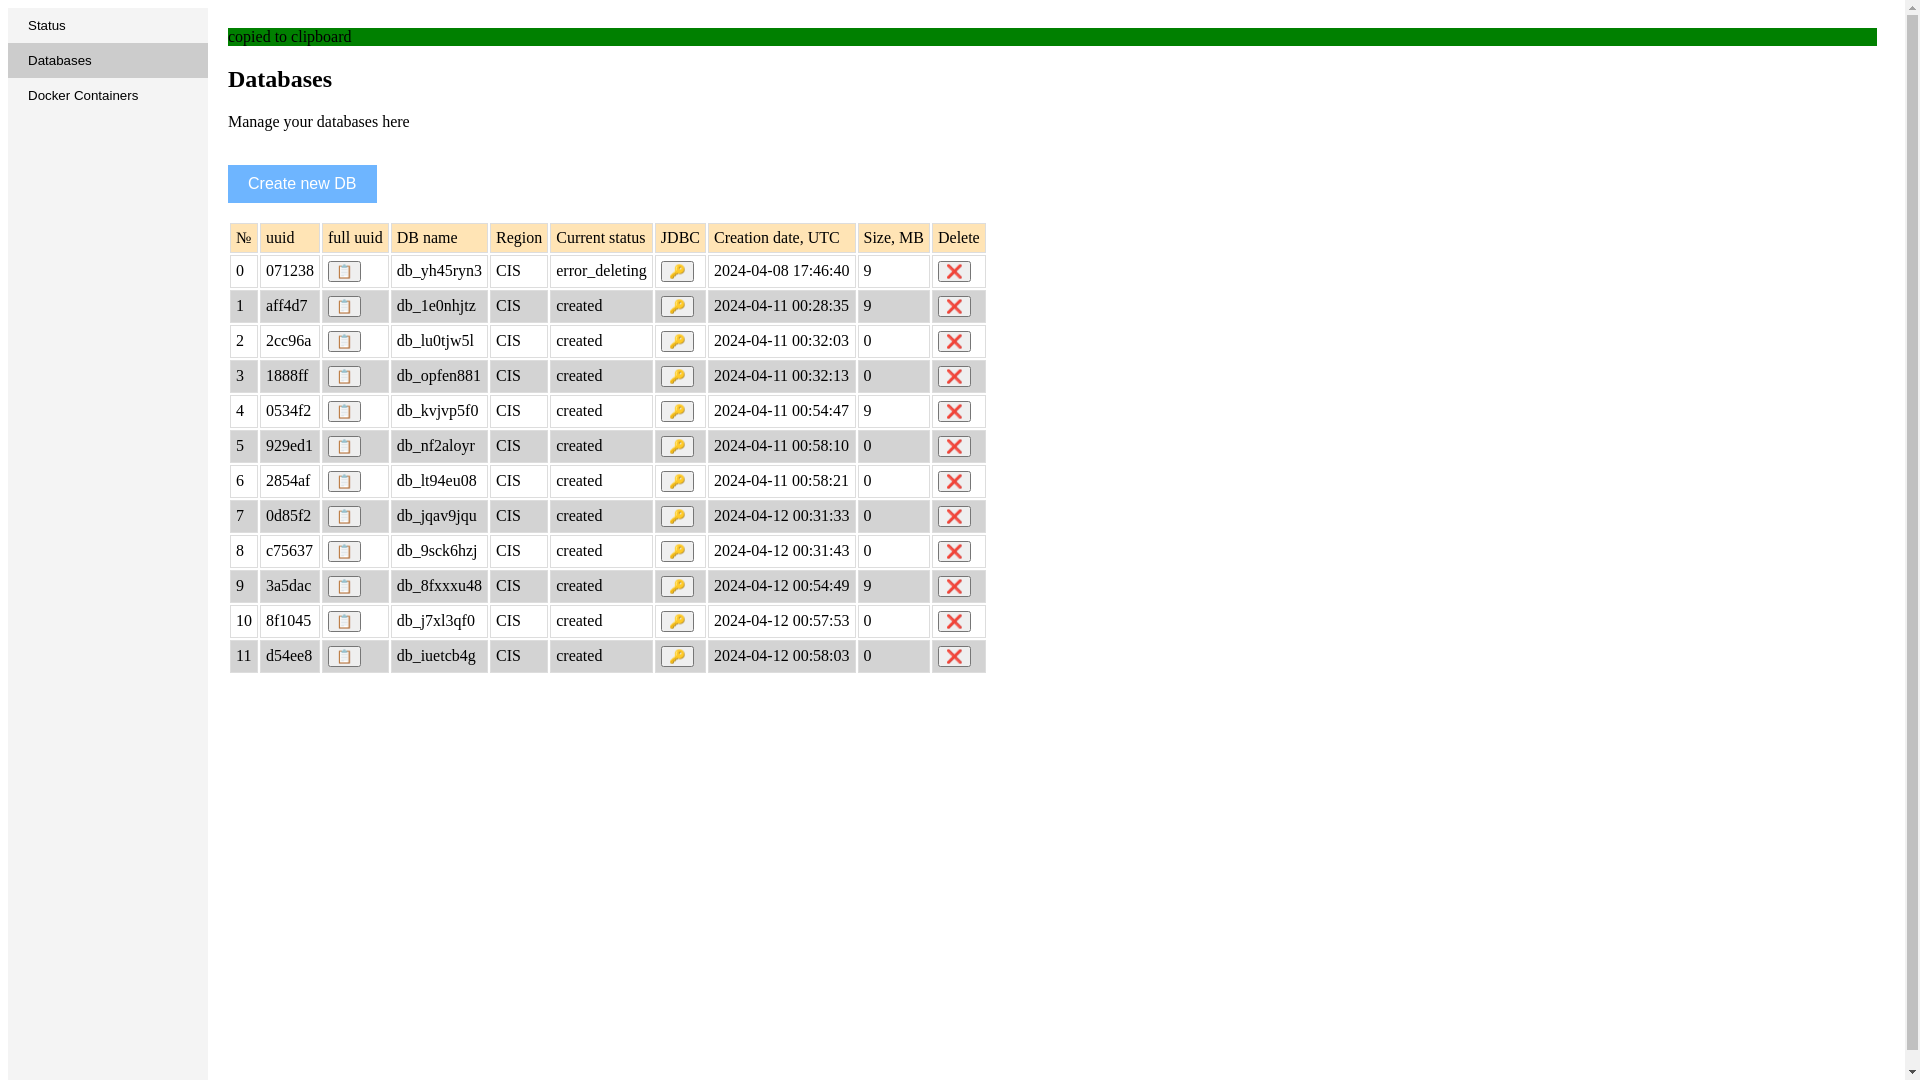 Status
Databases
Docker Containers
copied to clipboard
Databases
Manage your databases here
Create new DB
№ uuid full uuid DB name Region Current status JDBC Creation date, UTC Size, MB Delete
0 071238 📋 db_yh45ryn3 CIS error_deleting 🔑 2024-04-08 17:46:40 9 ❌
1 aff4d7 📋 db_1e0nhjtz CIS created 🔑 2024-04-11 00:28:35 9 ❌
2 2cc96a 📋 db_lu0tjw5l CIS created 🔑 2024-04-11 00:32:03 0 ❌
3 1888ff 📋 db_opfen881 CIS created 🔑 2024-04-11 00:32:13 0 ❌
4 0534f2 📋 db_kvjvp5f0 CIS created 🔑 2024-04-11 00:54:47 9 ❌
5 929ed1 📋 db_nf2aloyr CIS created 🔑 2024-04-11 00:58:10 0 ❌
6 2854af 📋 db_lt94eu08 CIS created 🔑 2024-04-11 00:58:21 0 ❌
7 0d85f2 📋 db_jqav9jqu CIS created 🔑 2024-04-12 00:31:33 0 ❌
8 c75637 📋 db_9sck6hzj CIS created 🔑 2024-04-12 00:31:43 0 ❌
9 3a5dac 📋 db_8fxxxu48 CIS created 🔑 2024-04-12 00:54:49 9 ❌
10 8f1045 📋 db_j7xl3qf0 CIS created 🔑 2024-04-12 00:57:53 0 ❌
11 d54ee8 📋 db_iuetcb4g CIS created 🔑 2024-04-12 00:58:03 0 ❌